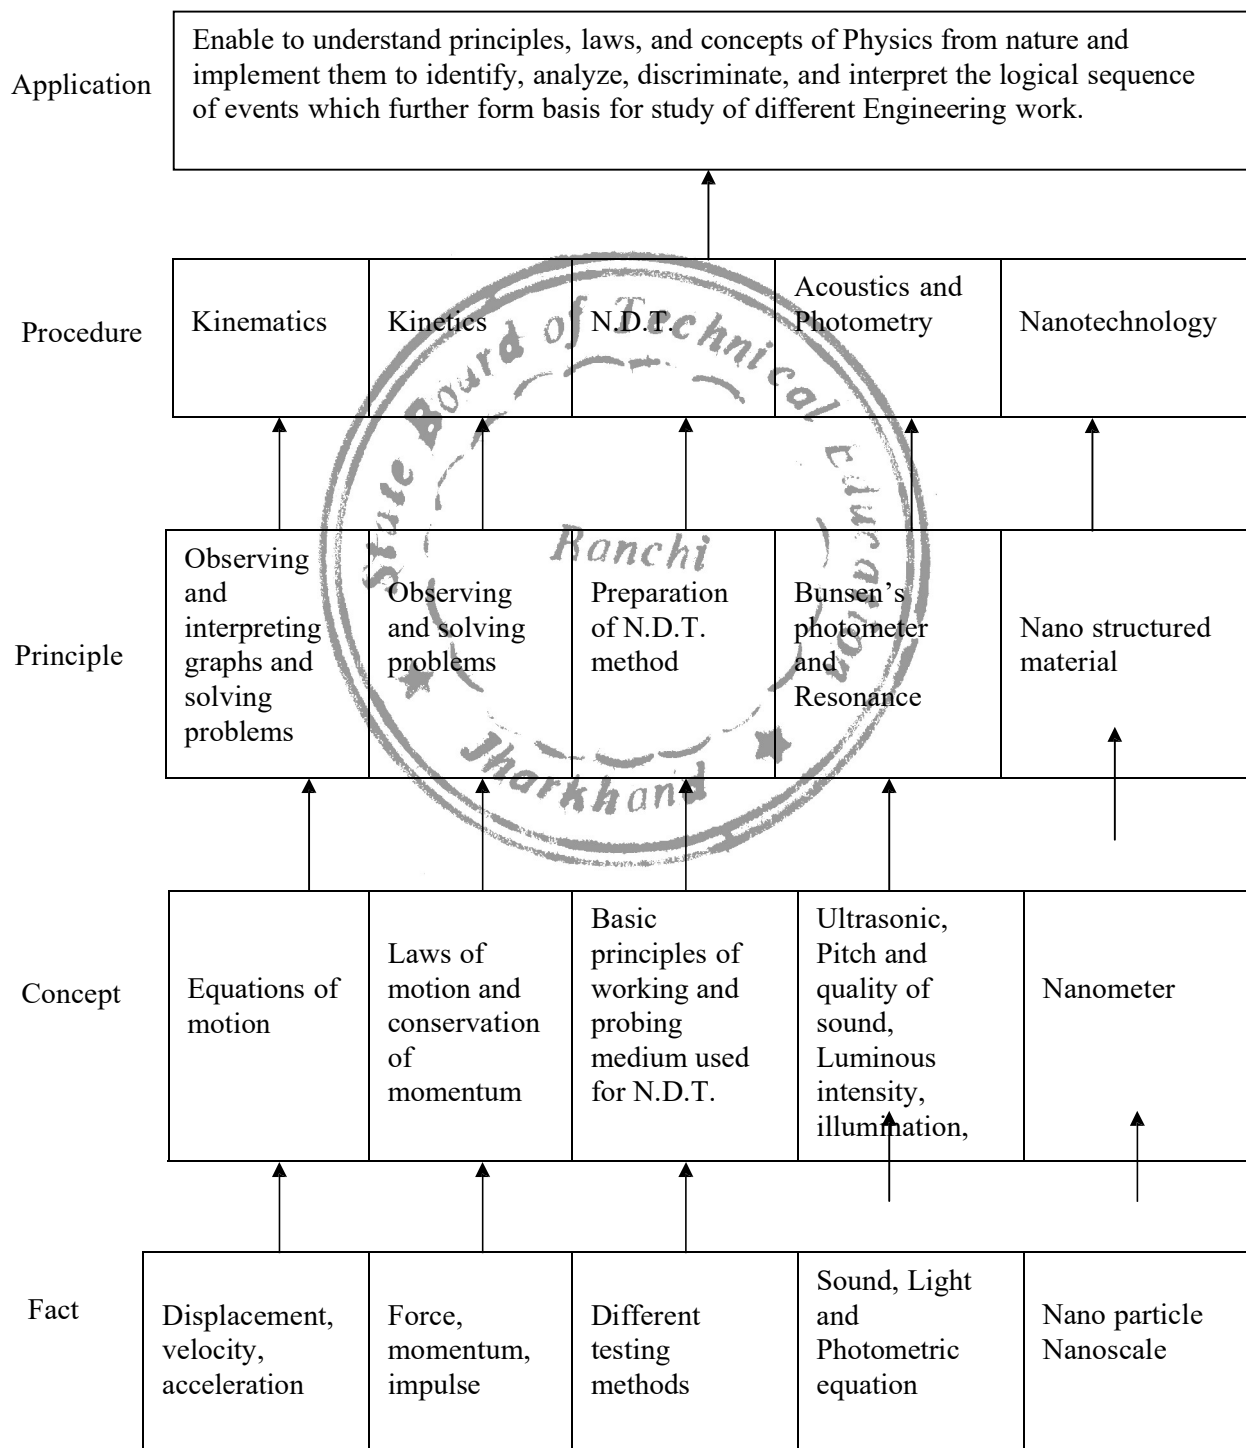 Application
Enable to understand principles, laws, and concepts of Physics from nature and
implement them to identify, analyze, discriminate, and interpret the logical sequence
of events which further form basis for study of different Engineering work.
Procedure
Kinematics
Kinetics
N.D.T.
Acoustics and
Photometry
Nanotechnology
Principle
Observing
and
interpreting
graphs and
solving
problems
Observing
and solving
problems
Preparation
of N.D.T.
method
Bunsen’s
photometer
and
Resonance
Nano structured
material
Concept
Equations of
motion
Laws of
motion and
conservation
of
momentum
Basic
principles of
working and
probing
medium used
for N.D.T.
Ultrasonic,
Pitch and
quality of
sound,
Luminous
intensity,
illumination,
Nanometer
Fact
Displacement,
velocity,
acceleration
Force,
momentum,
impulse
Different
testing
methods
Sound, Light
and
Photometric
equation
Nano particle
Nanoscale
State Board of Technical Education
Ranchi
Jharkhand